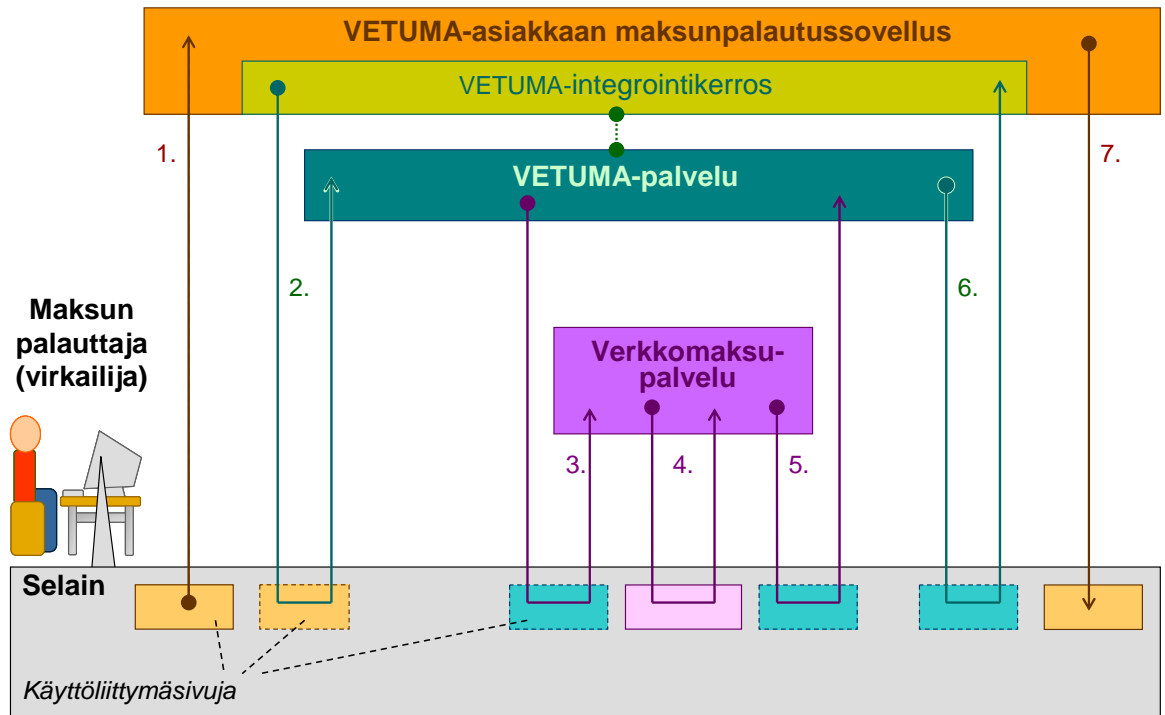 VETUMA-asiakkaan maksunpalautussovellus
VETUMA-integrointikerros
1.
7.
VETUMA-palvelu
2.
6.
Maksun
palauttaja
(virkailija)
Verkkomaksu-
palvelu
3.
4.
5.
Selain
Käyttöliittymäsivuja